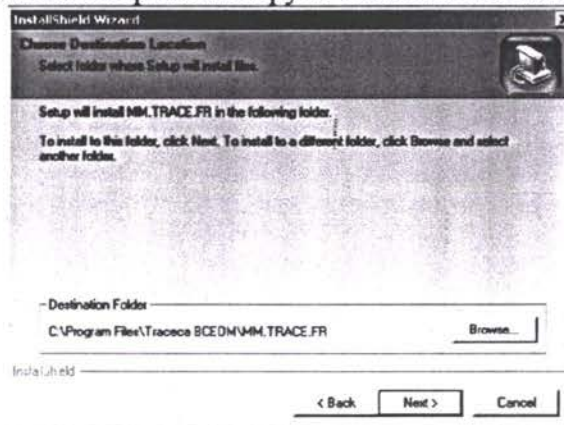 InstallShield Wizard
Choose Destination Location
Select folder where Setup will install files.
Setup will install MM.TRACE.FR in the following folder.
To install to this folder, click Next. To install to a different folder, click Browse and select
another folder.
Destination Folder
C:\Program Files\Traceca BCEOM\MM.TRACE.FR
Browse...
InstallShield
< Back
Next >
Cancel